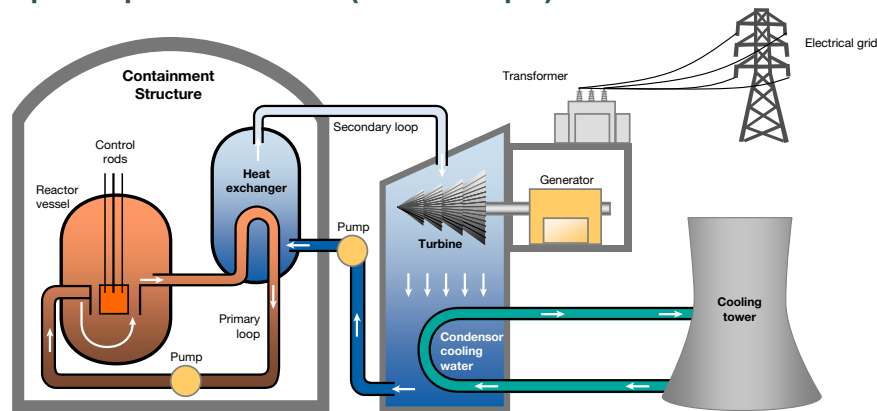 Containment
Structure
Control
rods
Reactor
vessel
Heat
exchanger
Secondary loop
Pump
Primary
loop
Pump
Turbine
Condensor
cooling
water
Transformer
Generator
Electrical grid
Cooling
tower